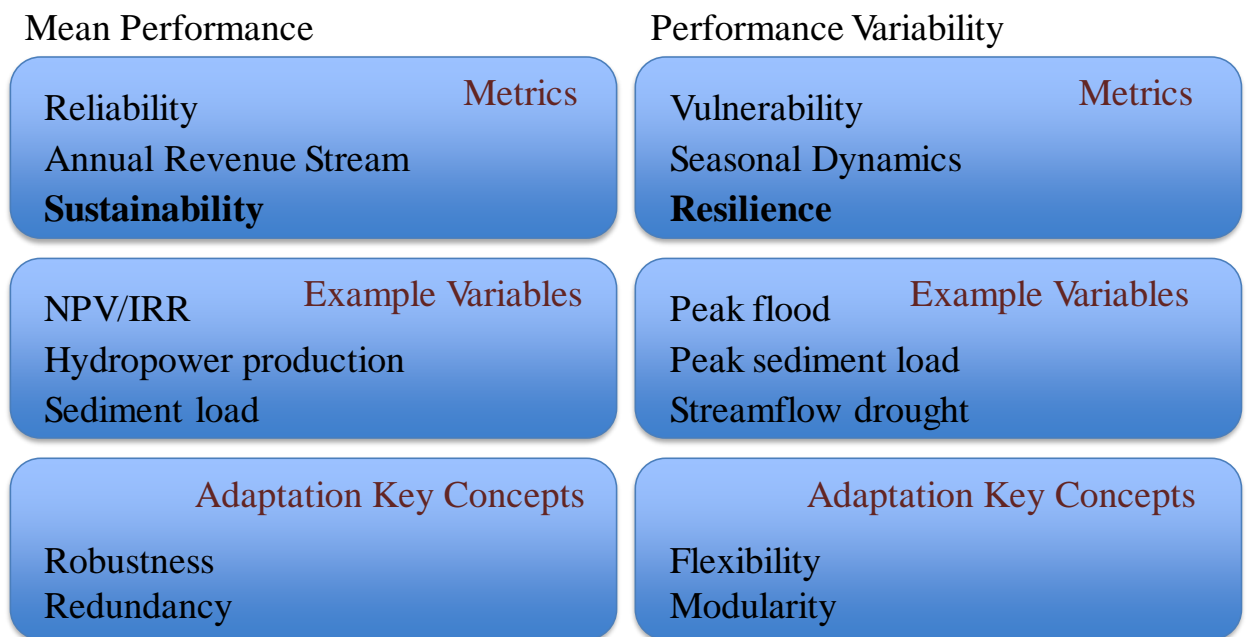 Mean Performance
Metrics
Reliability
Annual Revenue Stream
Sustainability
Example Variables
NPV/IRR
Hydropower production
Sediment load
Adaptation Key Concepts
Robustness
Redundancy
Performance Variability
Metrics
Vulnerability
Seasonal Dynamics
Resilience
Example Variables
Peak flood
Peak sediment load
Streamflow drought
Adaptation Key Concepts
Flexibility
Modularity